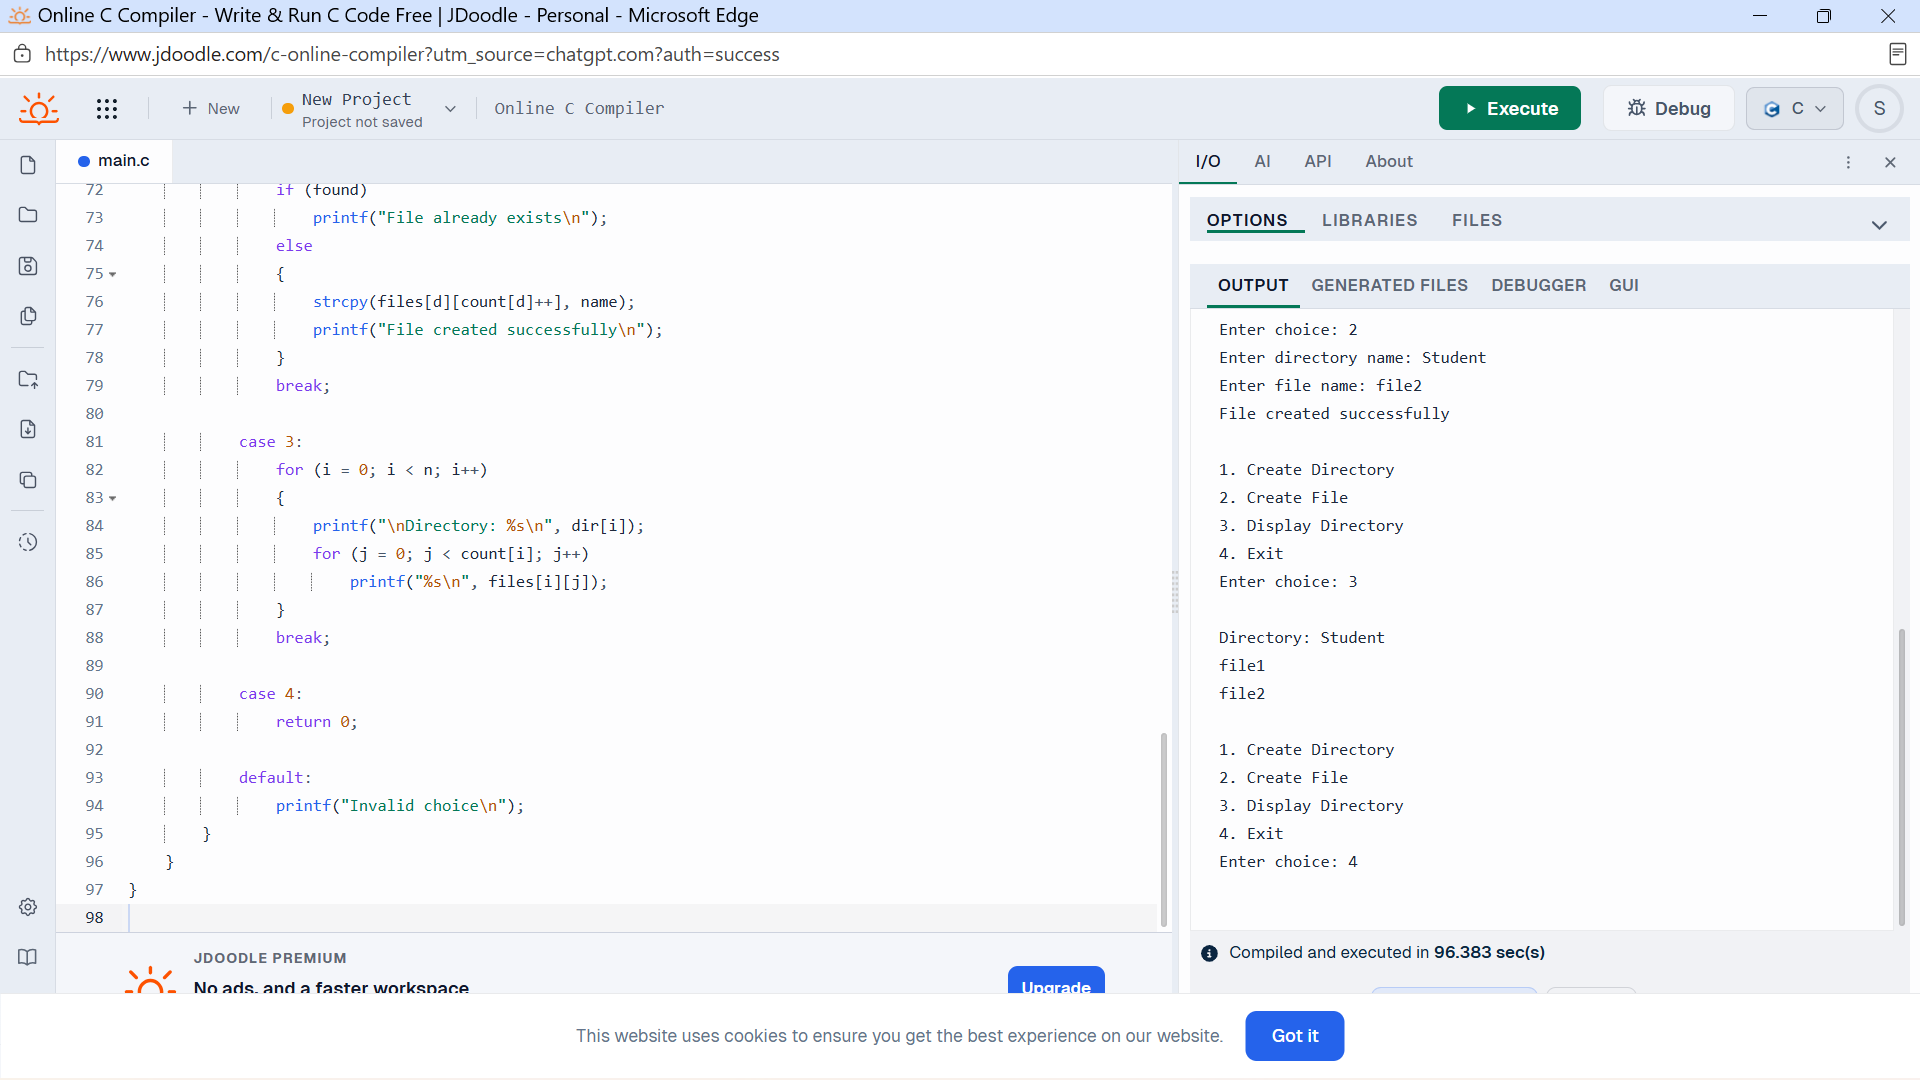 Online C Compiler - Write & Run C Code Free | JDoodle - Personal - Microsoft Edge
https://www.jdoodle.com/c-online-compiler?utm_source=chatgpt.com?auth=success
New
New Project
Project not saved
Online C Compiler
Execute
Debug
C
S
main.c
72 if (found)
73 printf("File already exists\n");
74 else
75 {
76 strcpy(files[d][count[d]++], name);
77 printf("File created successfully\n");
78 }
79 break;
80
81 case 3:
82 for (i = 0; i < n; i++)
83 {
84 printf("\nDirectory: %s\n", dir[i]);
85 for (j = 0; j < count[i]; j++)
86 printf("%s\n", files[i][j]);
87 }
88 break;
89
90 case 4:
91 return 0;
92
93 default:
94 printf("Invalid choice\n");
95 }
96 }
97 }
98
JDOODLE PREMIUM
No ads, and a faster workspace
Upgrade
I/O AI API About
OPTIONS LIBRARIES FILES
OUTPUT GENERATED FILES DEBUGGER GUI
Enter choice: 2
Enter directory name: Student
Enter file name: file2
File created successfully
1. Create Directory
2. Create File
3. Display Directory
4. Exit
Enter choice: 3
Directory: Student
file1
file2
1. Create Directory
2. Create File
3. Display Directory
4. Exit
Enter choice: 4
Compiled and executed in 96.383 sec(s)
This website uses cookies to ensure you get the best experience on our website.
Got it